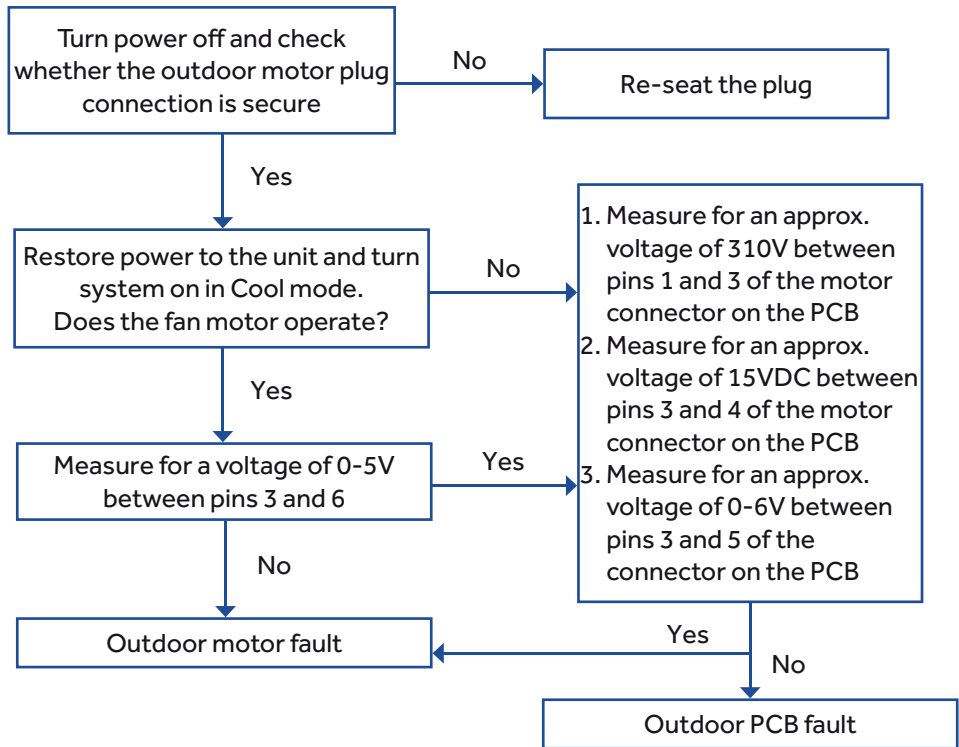 Turn power off and check
whether the outdoor motor plug
connection is secure
No
Re-seat the plug
Yes
Restore power to the unit and turn
system on in Cool mode.
Does the fan motor operate?
No
1. Measure for an approx.
voltage of 310V between
pins 1 and 3 of the motor
connector on the PCB
2. Measure for an approx.
voltage of 15VDC between
pins 3 and 4 of the motor
connector on the PCB
3. Measure for an approx.
voltage of 0-6V between
pins 3 and 5 of the
connector on the PCB
Yes
Measure for a voltage of 0-5V
between pins 3 and 6
Yes
No
Outdoor motor fault
Yes
No
Outdoor PCB fault